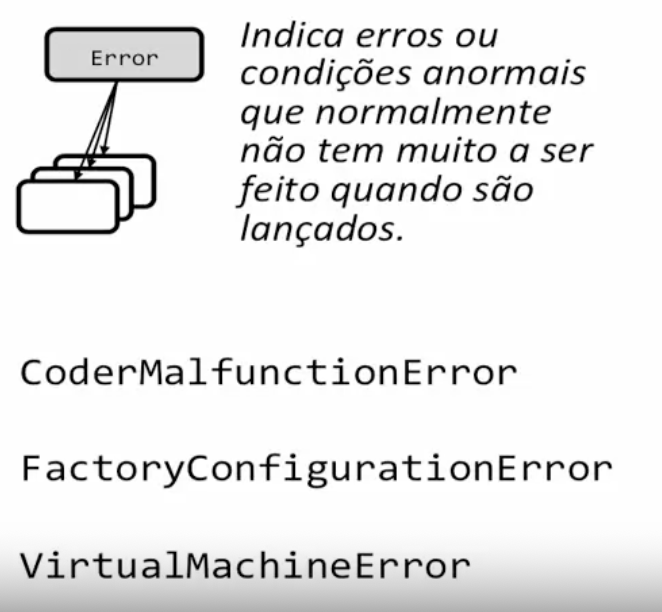 Error
Indica erros ou
condições anormais
que normalmente
não tem muito a ser
feito quando são
lançados.
CoderMalfunctionError
FactoryConfigurationError
VirtualMachineError